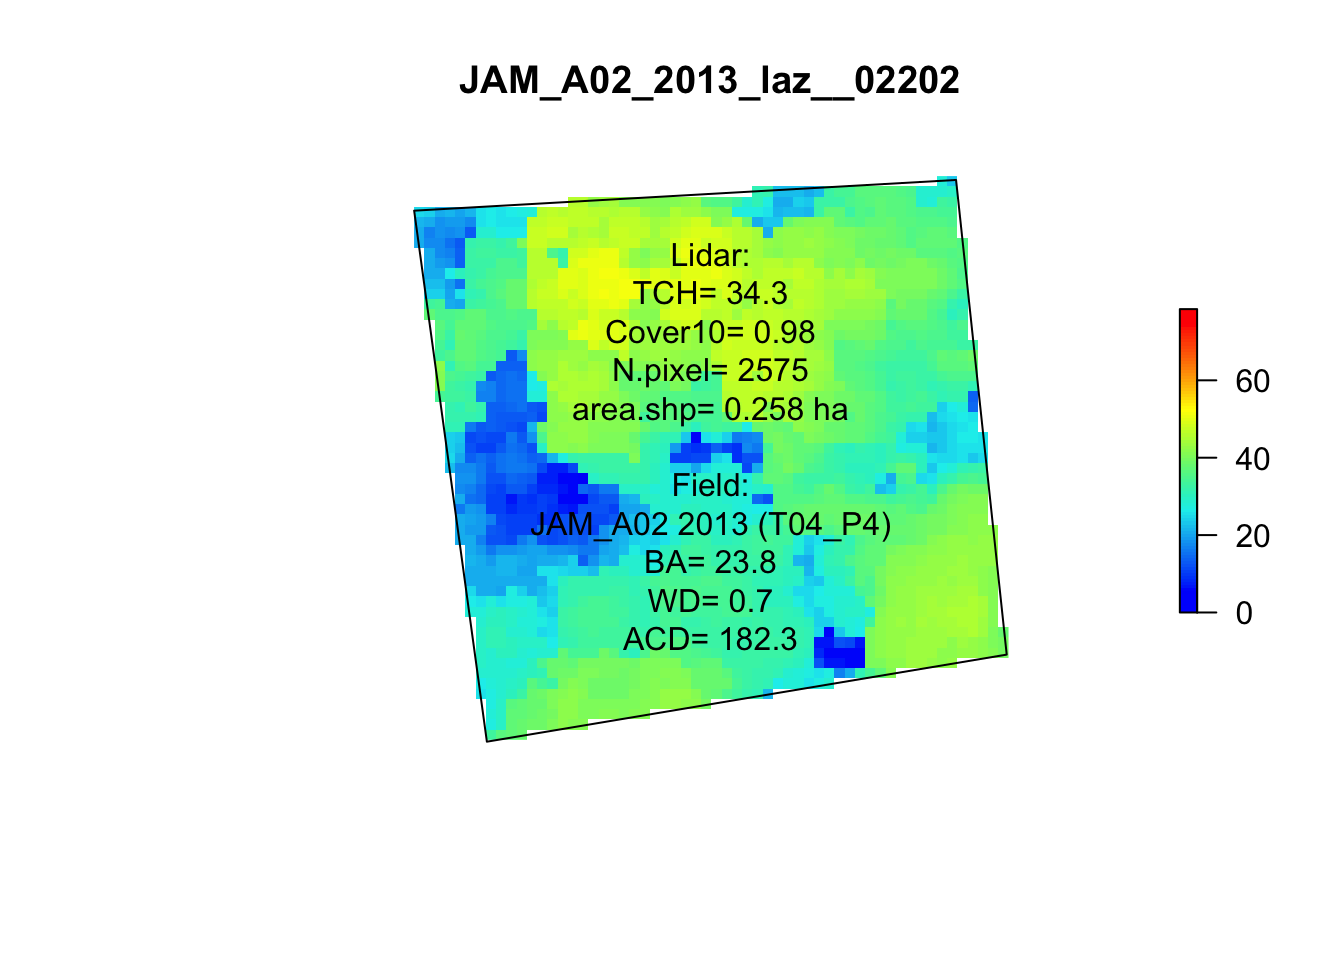 JAM_A02_2013_laz__02202
Lidar:
TCH= 34.3
Cover10= 0.98
N.pixel= 2575
area.shp= 0.258 ha
Field:
JAM_A02 2013 (T04_P4)
BA= 23.8
WD= 0.7
ACD= 182.3
60
40
20
0